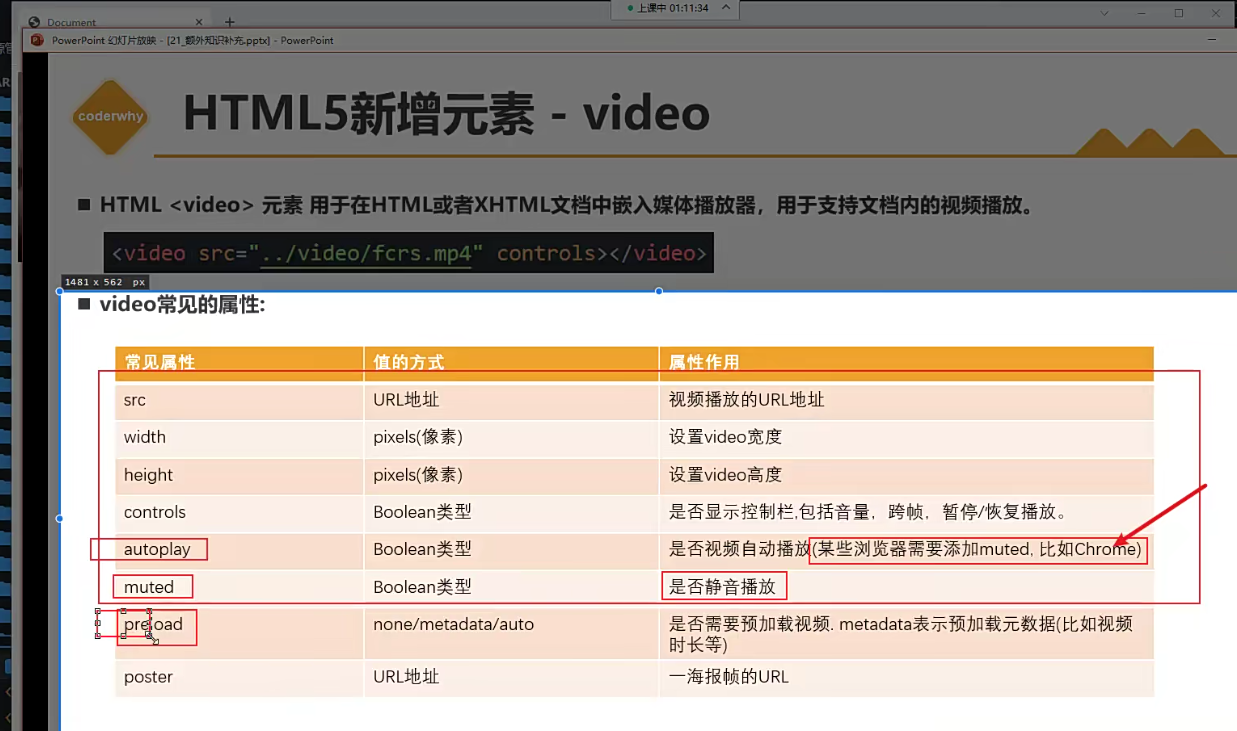 上课中 01:11:34
Document
PowerPoint 幻灯片放映 - [21_额外知识补充.pptx] - PowerPoint
coderwhy
HTML5新增元素 - video
HTML <video> 元素 用于在HTML或者XHTML文档中嵌入媒体播放器，用于支持文档内的视频播放。
<video src="../video/fcrs.mp4" controls></video>
1481 x 562 px
video常见的属性:
常见属性 值的方式 属性作用
src URL地址 视频播放的URL地址
width pixels(像素) 设置video宽度
height pixels(像素) 设置video高度
controls Boolean类型 是否显示控制栏,包括音量，跨帧，暂停/恢复播放。
autoplay Boolean类型 是否视频自动播放(某些浏览器需要添加muted, 比如Chrome)
muted Boolean类型 是否静音播放
preload none/metadata/auto 是否需要预加载视频. metadata表示预加载元数据(比如视频
时长等)
poster URL地址 一海报帧的URL